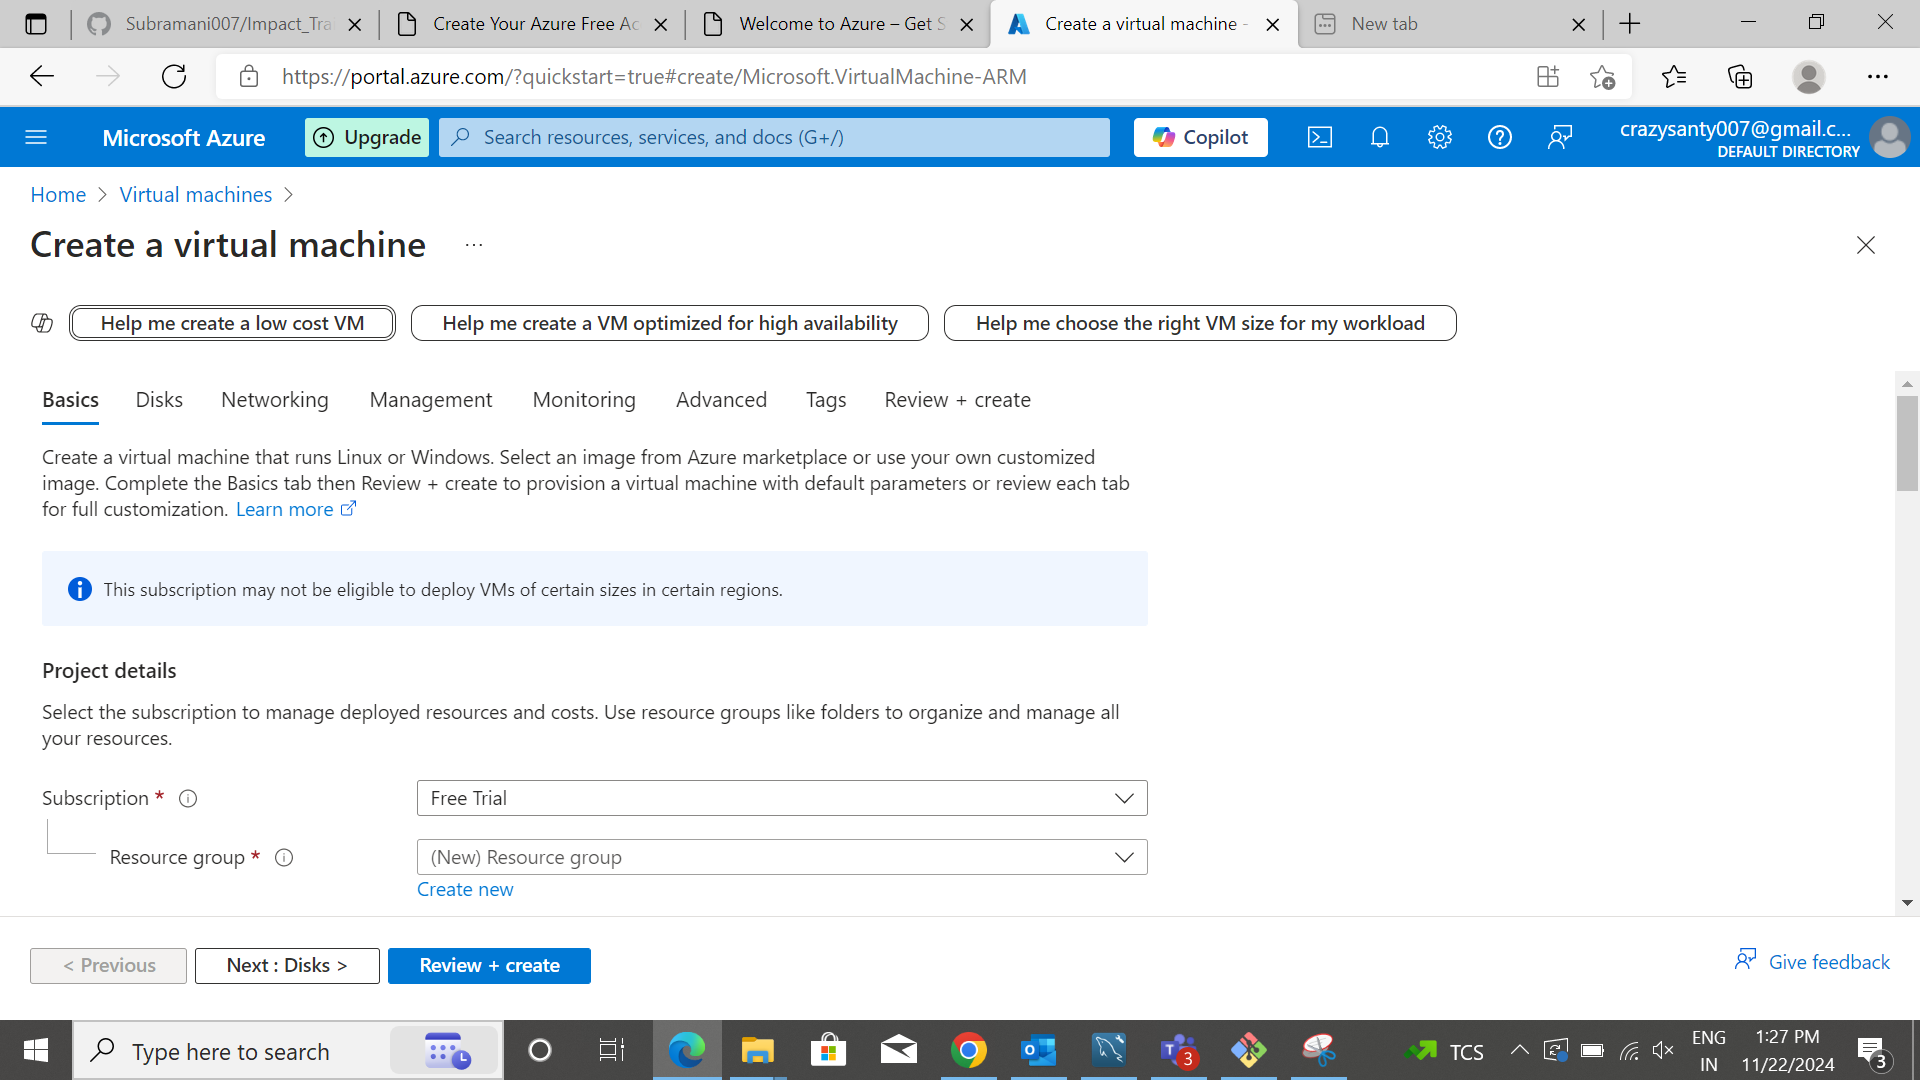 Subramani007/Impact_Tra
Create Your Azure Free Ac
Welcome to Azure – Get S
Create a virtual machine -
New tab
https://portal.azure.com/?quickstart=true#create/Microsoft.VirtualMachine-ARM
Microsoft Azure
Upgrade
Search resources, services, and docs (G+/)
Copilot
crazysanty007@gmail.c...
DEFAULT DIRECTORY
Home > Virtual machines >
Create a virtual machine ...
Help me create a low cost VM
Help me create a VM optimized for high availability
Help me choose the right VM size for my workload
Basics Disks Networking Management Monitoring Advanced Tags Review + create
Create a virtual machine that runs Linux or Windows. Select an image from Azure marketplace or use your own customized
image. Complete the Basics tab then Review + create to provision a virtual machine with default parameters or review each tab
for full customization. Learn more
This subscription may not be eligible to deploy VMs of certain sizes in certain regions.
Project details
Select the subscription to manage deployed resources and costs. Use resource groups like folders to organize and manage all
your resources.
Subscription *
Free Trial
Resource group *
(New) Resource group
Create new
< Previous
Next : Disks >
Review + create
Give feedback
Type here to search
3
TCS
ENG
IN
1:27 PM
11/22/2024
3